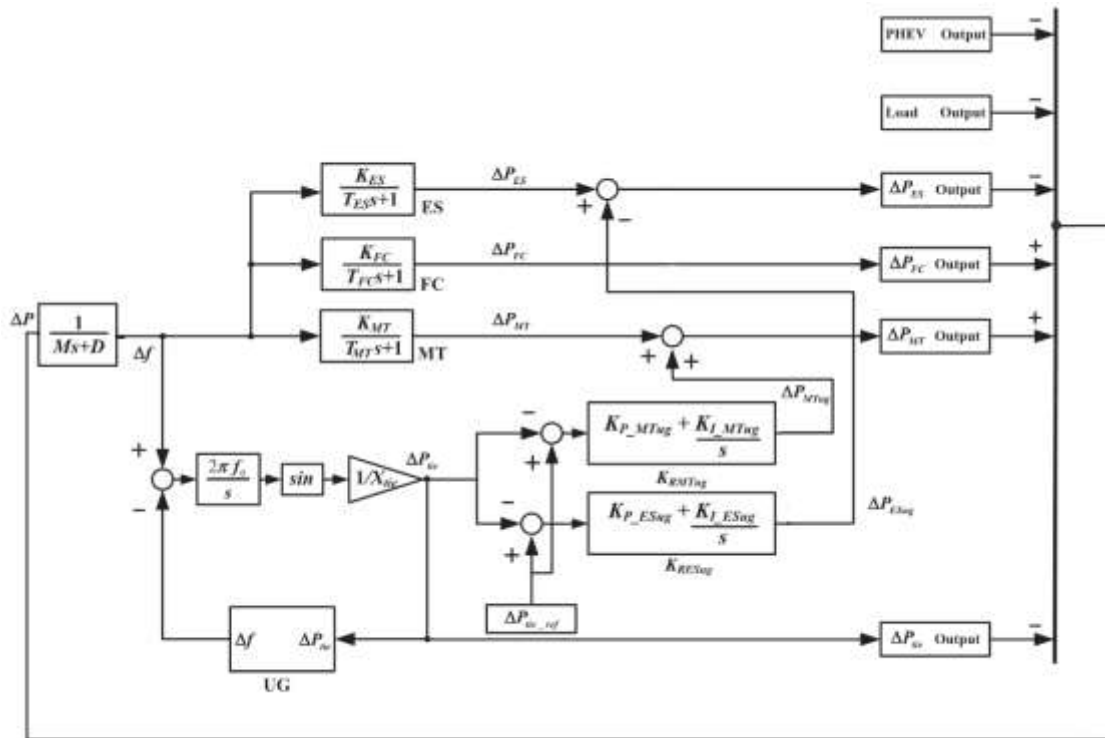 PHEV Output
−
Load Output
−
K_ES / T_ES s+1
ES
ΔP_ES
+
−
ΔP_ES Output
−
K_FC / T_FC s+1
FC
ΔP_FC
ΔP_FC Output
+
ΔP
1 / Ms+D
Δf
K_MT / T_MT s+1
MT
ΔP_MT
+
+
ΔP_MT Output
+
ΔP_MTug
+
−
2π f_o / s
sin
1/X_tie
ΔP_tie
−
+
K_P_MTug + K_I_MTug / s
K_RMTug
−
+
K_P_ESug + K_I_ESug / s
K_RESug
ΔP_ESug
ΔP_tie_ref
Δf ΔP_tie
UG
ΔP_tie Output
−